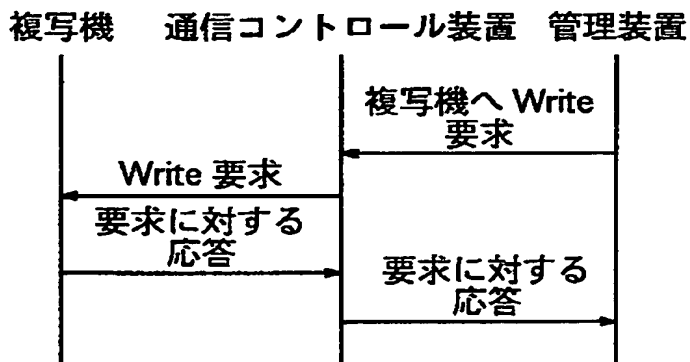 複写機 通信コントロール装置 管理装置
複写機へ Write
要求
Write 要求
要求に対する
応答
要求に対する
応答